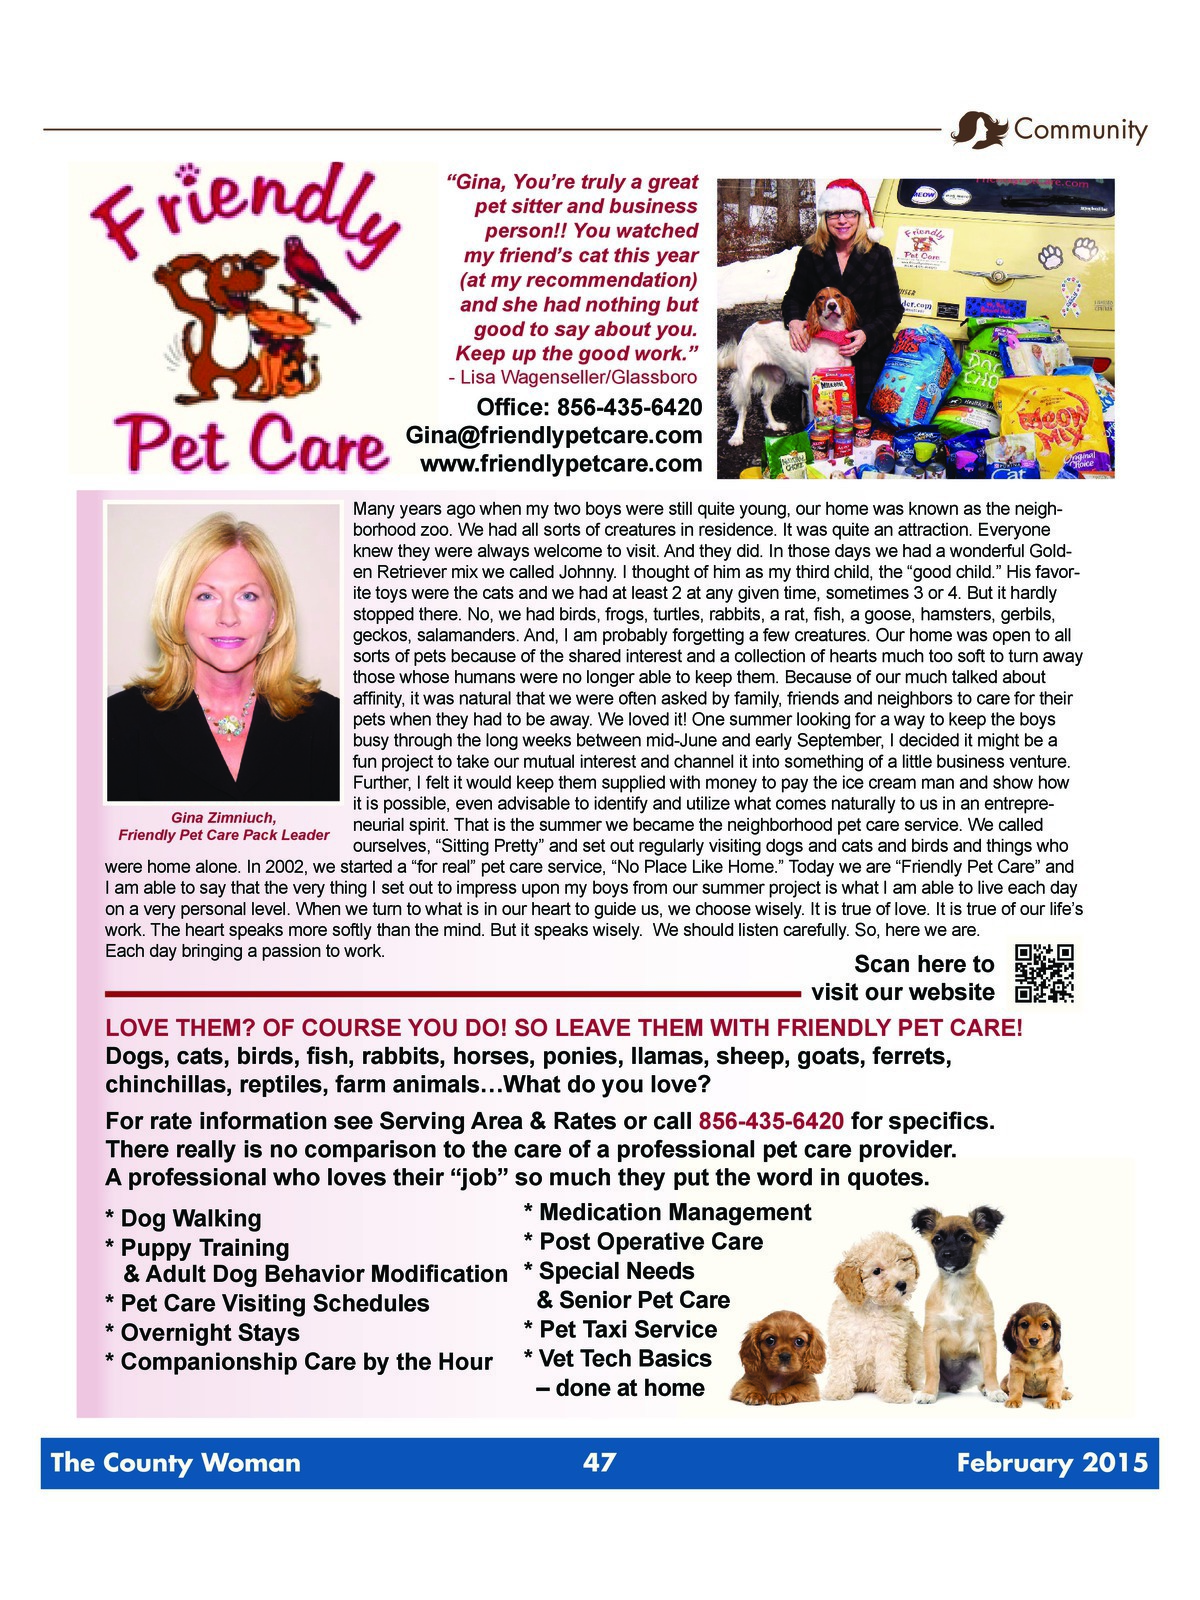 Community
Friendly
Pet Care
“Gina, You’re truly a great
pet sitter and business
person!! You watched
my friend’s cat this year
(at my recommendation)
and she had nothing but
good to say about you.
Keep up the good work.”
- Lisa Wagenseller/Glassboro
Office: 856-435-6420
Gina@friendlypetcare.com
www.friendlypetcare.com
MEOW
Friendly
Pet Care
MEOW
MIX
Original
Choice
Many years ago when my two boys were still quite young, our home was known as the neigh-
borhood zoo. We had all sorts of creatures in residence. It was quite an attraction. Everyone
knew they were always welcome to visit. And they did. In those days we had a wonderful Gold-
en Retriever mix we called Johnny. I thought of him as my third child, the “good child.” His favor-
ite toys were the cats and we had at least 2 at any given time, sometimes 3 or 4. But it hardly
stopped there. No, we had birds, frogs, turtles, rabbits, a rat, fish, a goose, hamsters, gerbils,
geckos, salamanders. And, I am probably forgetting a few creatures. Our home was open to all
sorts of pets because of the shared interest and a collection of hearts much too soft to turn away
those whose humans were no longer able to keep them. Because of our much talked about
affinity, it was natural that we were often asked by family, friends and neighbors to care for their
pets when they had to be away. We loved it! One summer looking for a way to keep the boys
busy through the long weeks between mid-June and early September, I decided it might be a
fun project to take our mutual interest and channel it into something of a little business venture.
Further, I felt it would keep them supplied with money to pay the ice cream man and show how
it is possible, even advisable to identify and utilize what comes naturally to us in an entrepre-
neurial spirit. That is the summer we became the neighborhood pet care service. We called
ourselves, “Sitting Pretty” and set out regularly visiting dogs and cats and birds and things who
were home alone. In 2002, we started a “for real” pet care service, “No Place Like Home.” Today we are “Friendly Pet Care” and
I am able to say that the very thing I set out to impress upon my boys from our summer project is what I am able to live each day
on a very personal level. When we turn to what is in our heart to guide us, we choose wisely. It is true of love. It is true of our life’s
work. The heart speaks more softly than the mind. But it speaks wisely.  We should listen carefully. So, here we are.
Each day bringing a passion to work.
Gina Zimniuch,
Friendly Pet Care Pack Leader
Scan here to
visit our website
LOVE THEM? OF COURSE YOU DO! SO LEAVE THEM WITH FRIENDLY PET CARE!
Dogs, cats, birds, fish, rabbits, horses, ponies, llamas, sheep, goats, ferrets,
chinchillas, reptiles, farm animals…What do you love?
For rate information see Serving Area & Rates or call 856-435-6420 for specifics.
There really is no comparison to the care of a professional pet care provider.
A professional who loves their “job” so much they put the word in quotes.
* Dog Walking
* Puppy Training
& Adult Dog Behavior Modification
* Pet Care Visiting Schedules
* Overnight Stays
* Companionship Care by the Hour
* Medication Management
* Post Operative Care
* Special Needs
& Senior Pet Care
* Pet Taxi Service
* Vet Tech Basics
– done at home
The County Woman 47 February 2015